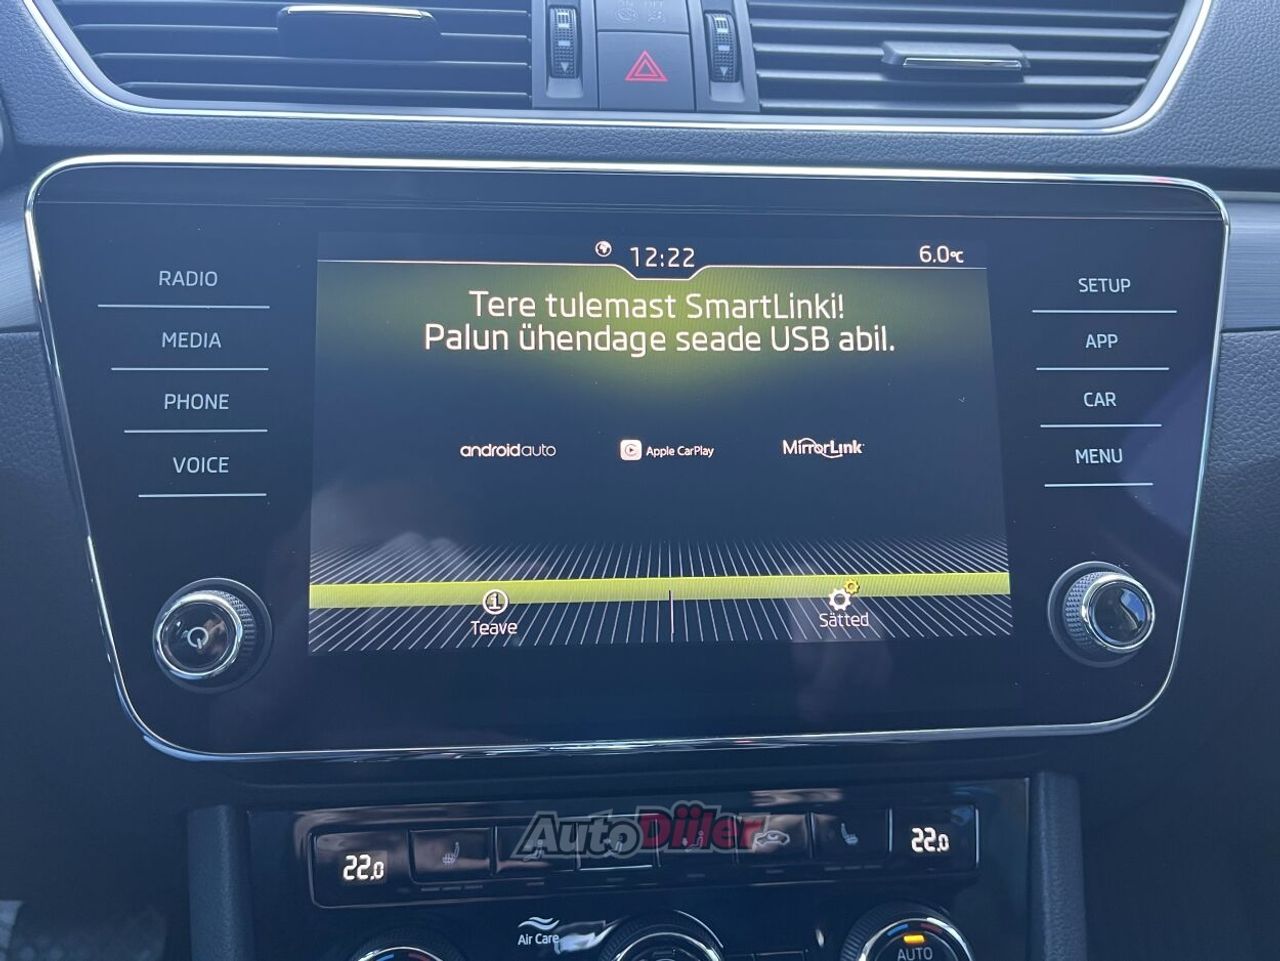 12:22 6.0°C
RADIO
MEDIA
PHONE
VOICE
Tere tulemast SmartLinki!
Palun ühendage seade USB abil.
androidauto Apple CarPlay MirrorLink
Teave Sätted
SETUP
APP
CAR
MENU
AutoDiiler
22.0 22.0
Air Care
AUTO